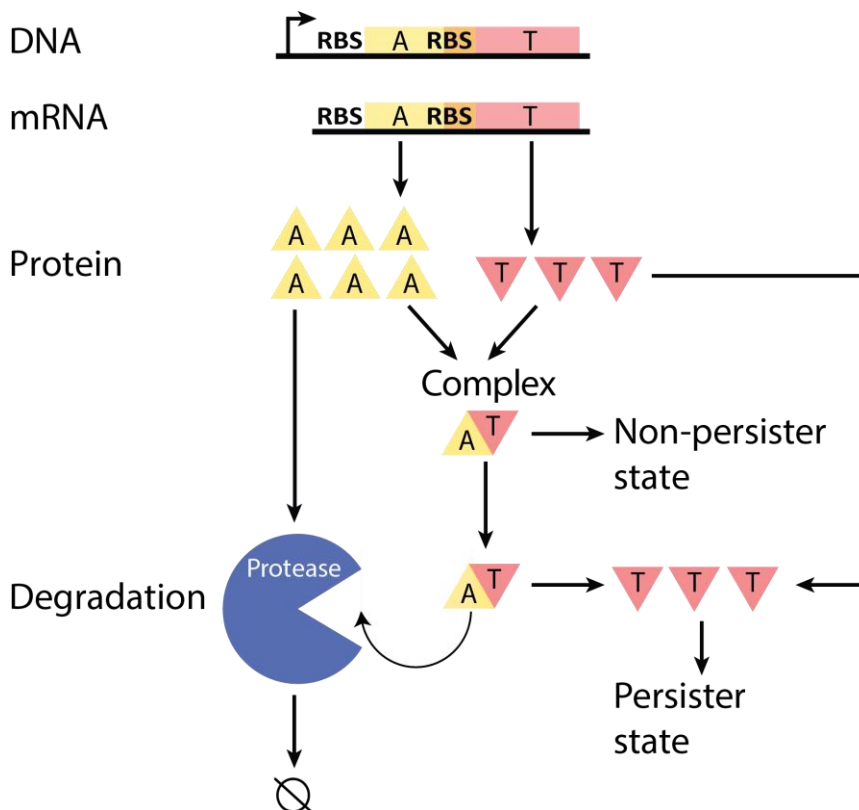 DNA
RBS A RBS T
mRNA
RBS A RBS T
Protein
A A A
A A A
T T T
Complex
A T
Non-persister
state
Degradation
Protease
A T
T T T
Persister
state